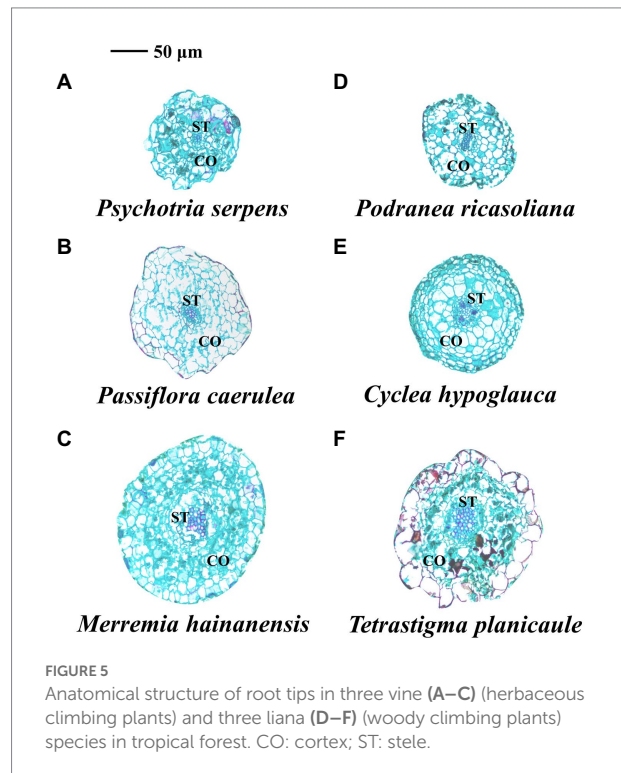 50 µm
A
ST
CO
Psychotria serpens
D
ST
CO
Podranea ricasoliana
B
ST
CO
Passiflora caerulea
E
ST
CO
Cyclea hypoglauca
C
ST
CO
Merremia hainanensis
F
ST
CO
Tetrastigma planicaule
FIGURE 5
Anatomical structure of root tips in three vine (A–C) (herbaceous
climbing plants) and three liana (D–F) (woody climbing plants)
species in tropical forest. CO: cortex; ST: stele.